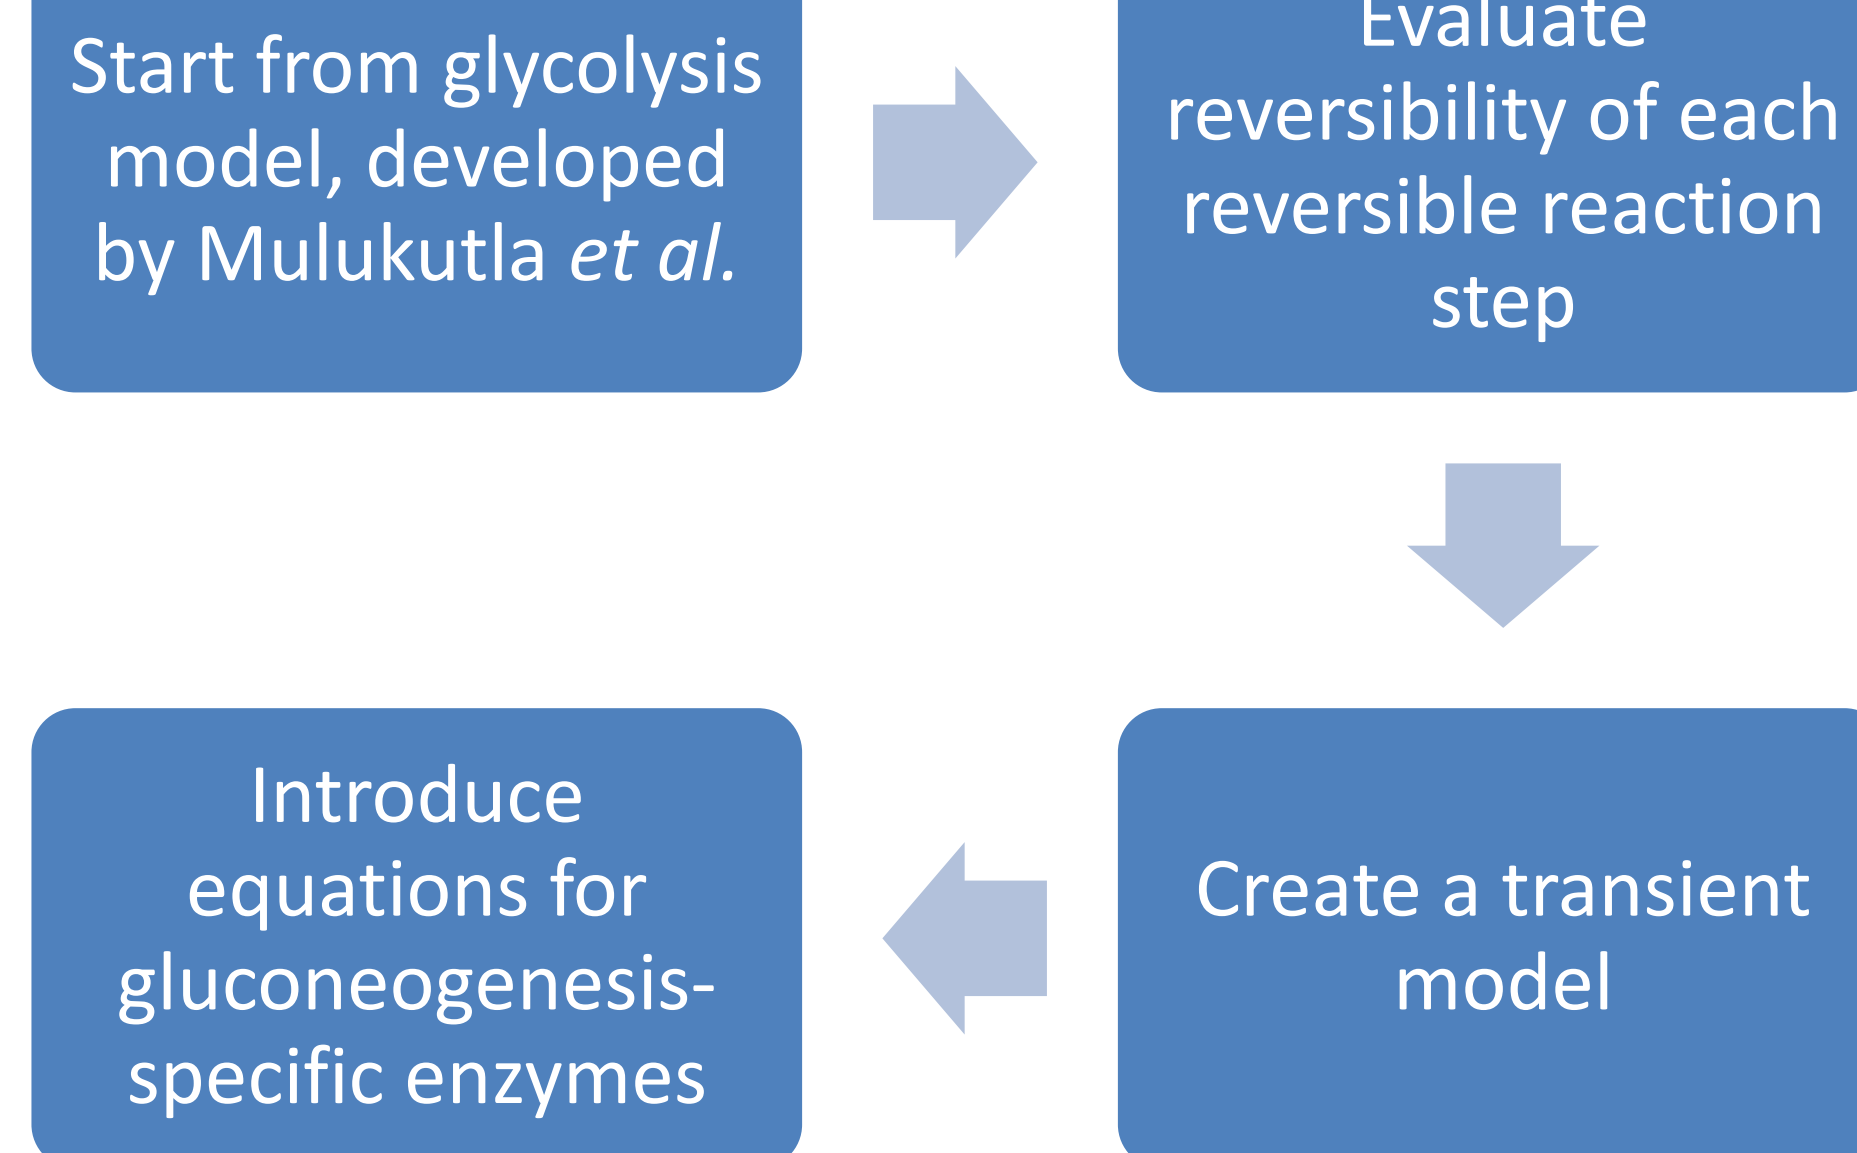 Start from glycolysis
model, developed
by Mulukutla et al.
Evaluate
reversibility of each
reversible reaction
step
Create a transient
model
Introduce
equations for
gluconeogenesis-
specific enzymes